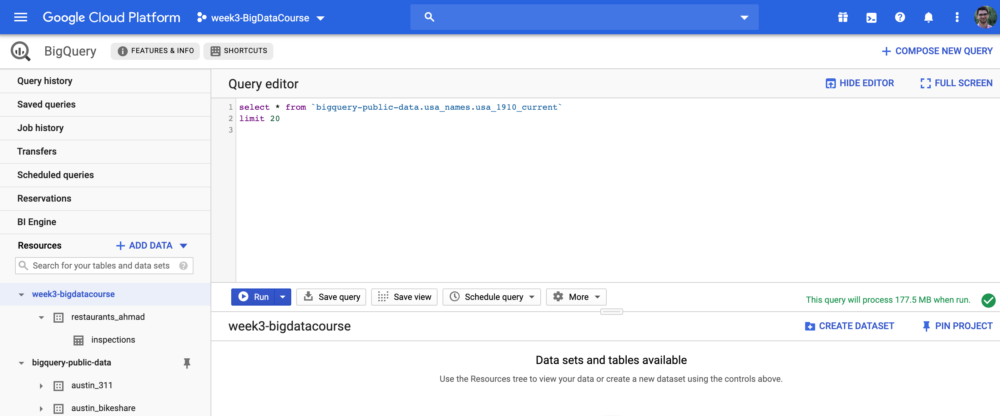 Google Cloud Platform
week3-BigDataCourse
BigQuery
FEATURES & INFO
SHORTCUTS
COMPOSE NEW QUERY
Query history
Saved queries
Job history
Transfers
Scheduled queries
Reservations
BI Engine
Resources
ADD DATA
Search for your tables and data sets
week3-bigdatacourse
restaurants_ahmad
inspections
bigquery-public-data
austin_311
austin_bikeshare
Query editor
HIDE EDITOR
FULL SCREEN
1 select * from `bigquery-public-data.usa_names.usa_1910_current`
2 limit 20
3
Run
Save query
Save view
Schedule query
More
This query will process 177.5 MB when run.
week3-bigdatacourse
CREATE DATASET
PIN PROJECT
Data sets and tables available
Use the Resources tree to view your data or create a new dataset using the controls above.